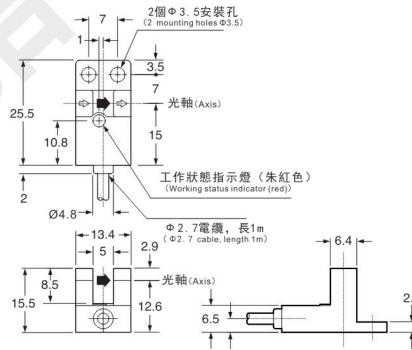 2個Φ3.5安裝孔
(2 mounting holes Φ3.5)
7
1
3.5
7
光軸(Axis)
25.5
10.8
15
2
工作狀態指示燈（朱紅色）
(Working status indicator (red))
Ø4.8
Φ2.7電纜，長1m
(Φ2.7 cable, length 1m)
13.4
5
2.9
6.4
光軸(Axis)
8.5
15.5
12.6
6.5